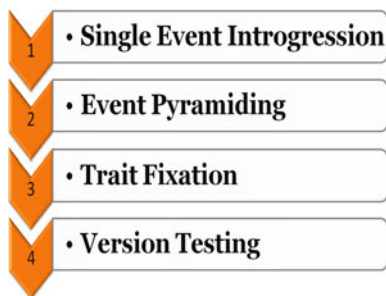 1 • Single Event Introgression
2 • Event Pyramiding
3 • Trait Fixation
4 • Version Testing